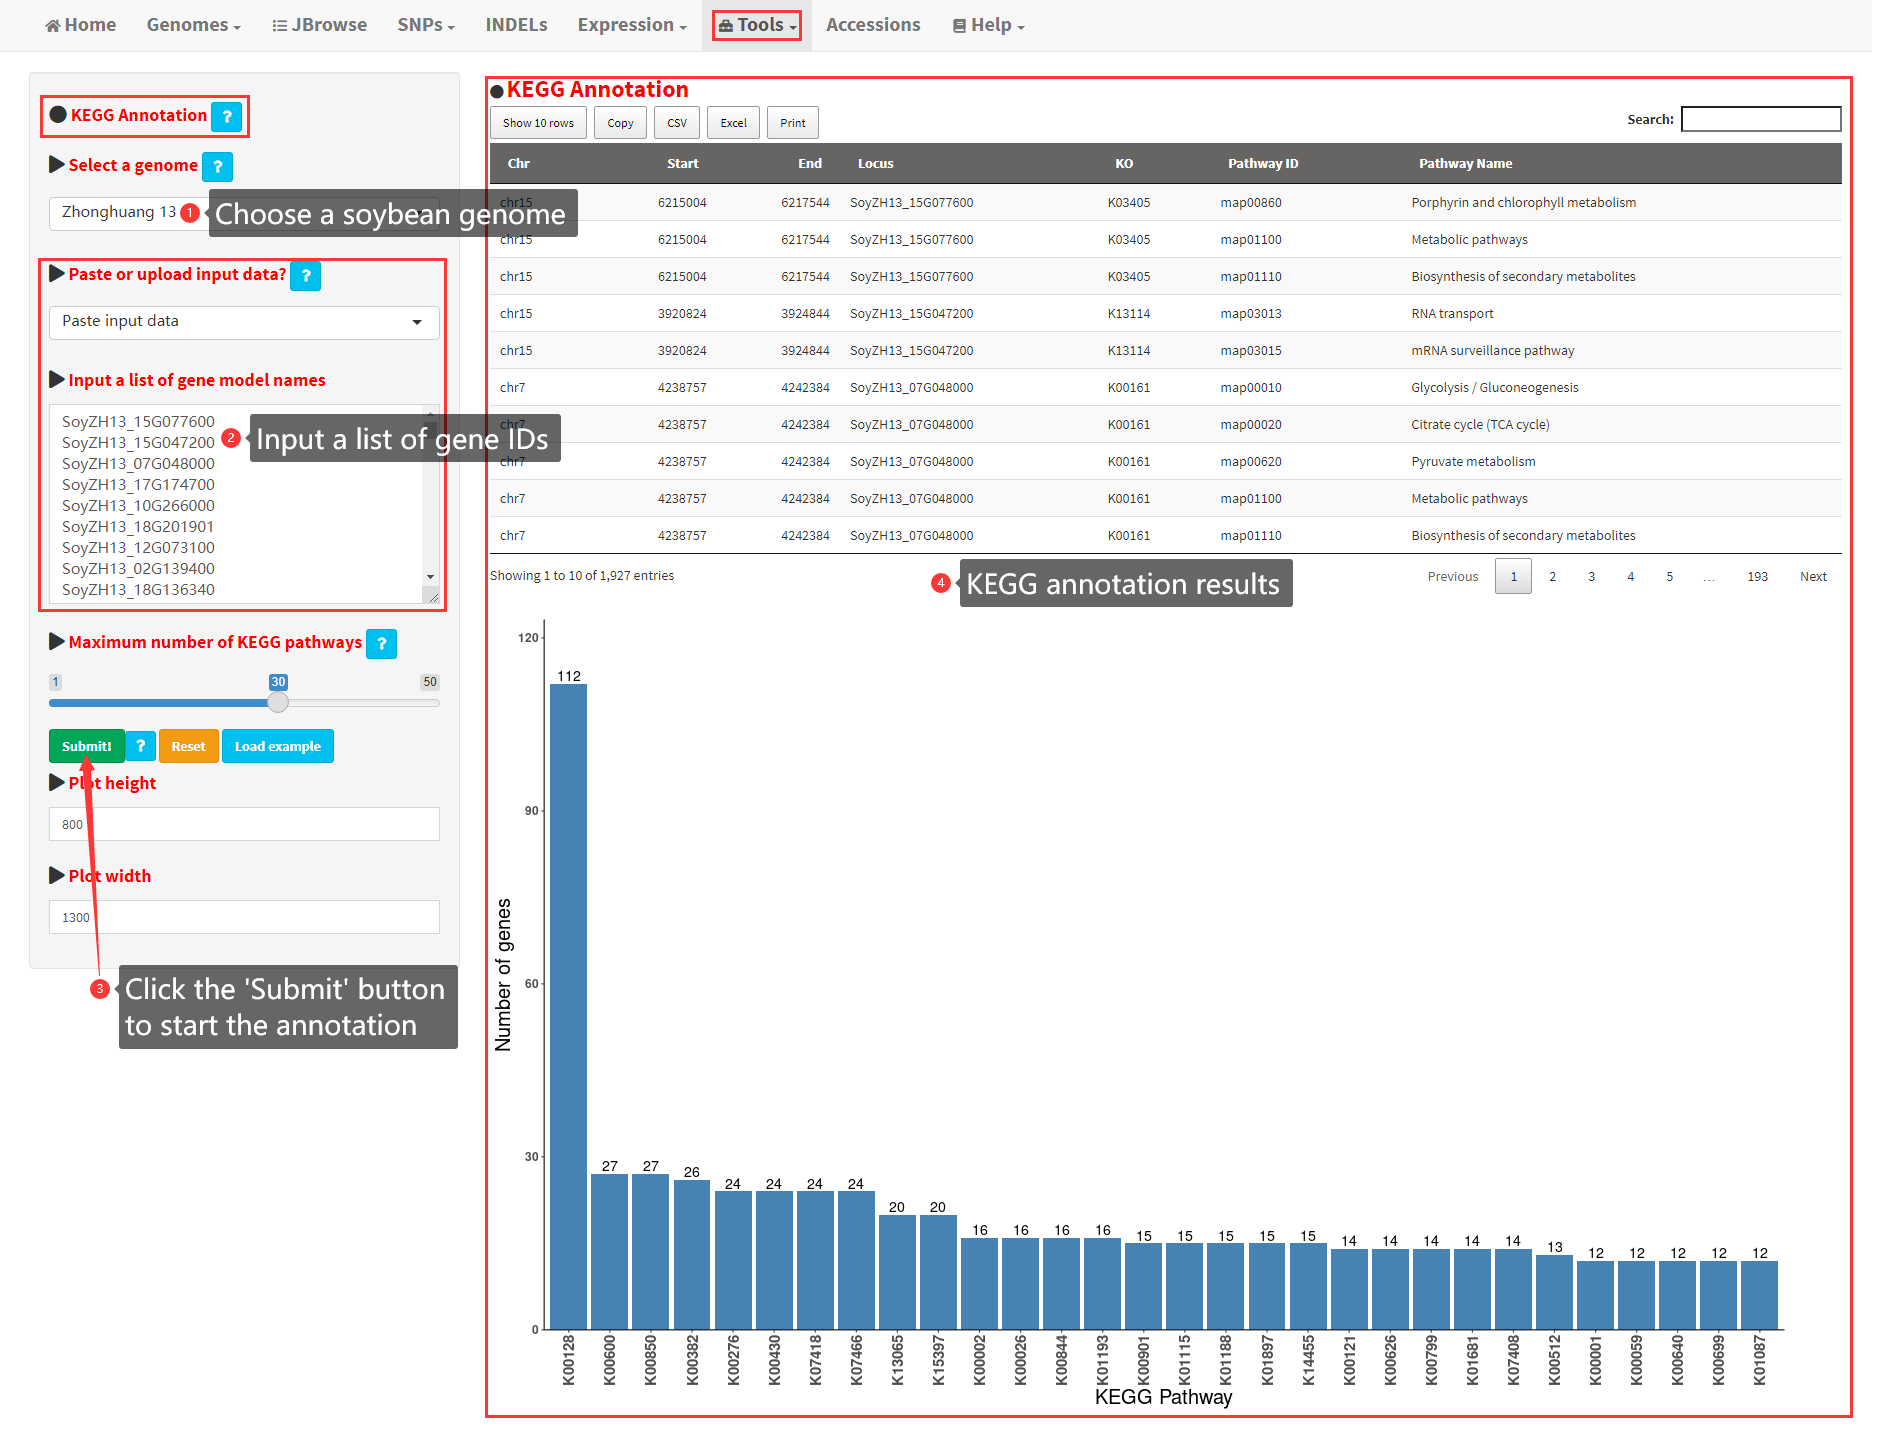 Home Genomes JBrowse SNPs INDELs Expression Tools Accessions Help
KEGG Annotation ?
Select a genome ?
Zhonghuang 13
1 Choose a soybean genome
Paste or upload input data? ?
Paste input data
Input a list of gene model names
SoyZH13_15G077600
SoyZH13_15G047200
SoyZH13_07G048000
SoyZH13_17G174700
SoyZH13_10G266000
SoyZH13_18G201901
SoyZH13_12G073100
SoyZH13_02G139400
SoyZH13_18G136340
2 Input a list of gene IDs
Maximum number of KEGG pathways ?
1 30 50
Submit! ? Reset Load example
Plot height
800
Plot width
1300
3 Click the 'Submit' button
to start the annotation
KEGG Annotation
Show 10 rows Copy CSV Excel Print Search:
Chr Start End Locus KO Pathway ID Pathway Name
chr15 6215004 6217544 SoyZH13_15G077600 K03405 map00860 Porphyrin and chlorophyll metabolism
chr15 6215004 6217544 SoyZH13_15G077600 K03405 map01100 Metabolic pathways
chr15 6215004 6217544 SoyZH13_15G077600 K03405 map01110 Biosynthesis of secondary metabolites
chr15 3920824 3924844 SoyZH13_15G047200 K13114 map03013 RNA transport
chr15 3920824 3924844 SoyZH13_15G047200 K13114 map03015 mRNA surveillance pathway
chr7 4238757 4242384 SoyZH13_07G048000 K00161 map00010 Glycolysis / Gluconeogenesis
chr7 4238757 4242384 SoyZH13_07G048000 K00161 map00020 Citrate cycle (TCA cycle)
chr7 4238757 4242384 SoyZH13_07G048000 K00161 map00620 Pyruvate metabolism
chr7 4238757 4242384 SoyZH13_07G048000 K00161 map01100 Metabolic pathways
chr7 4238757 4242384 SoyZH13_07G048000 K00161 map01110 Biosynthesis of secondary metabolites
Showing 1 to 10 of 1,927 entries
4 KEGG annotation results
Previous 1 2 3 4 5 … 193 Next
Number of genes
120
90
60
30
0
112 27 27 26 24 24 24 24 20 20 16 16 16 16 15 15 15 15 15 14 14 14 14 14 13 12 12 12 12 12
K00128 K00600 K00850 K00382 K00276 K00430 K07418 K07466 K13065 K15397 K00002 K00026 K00844 K01193 K00901 K01115 K01188 K01897 K14455 K00121 K00626 K00799 K01681 K07408 K00512 K00001 K00059 K00640 K00699 K01087
KEGG Pathway